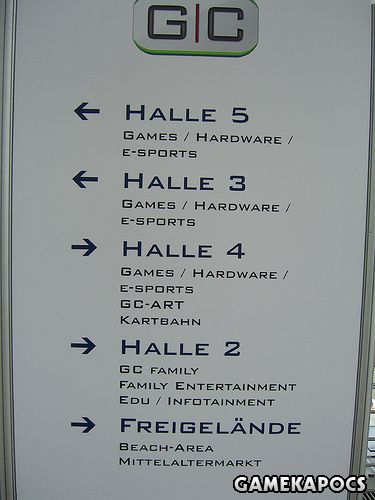 G|C
← HALLE 5
GAMES / HARDWARE /
E-SPORTS
← HALLE 3
GAMES / HARDWARE /
E-SPORTS
→ HALLE 4
GAMES / HARDWARE /
E-SPORTS
GC-ART
KARTBAHN
→ HALLE 2
GC FAMILY
FAMILY ENTERTAINMENT
EDU / INFOTAINMENT
→ FREIGELÄNDE
BEACH-AREA
MITTELALTERMARKT
GAMEKAPOCS